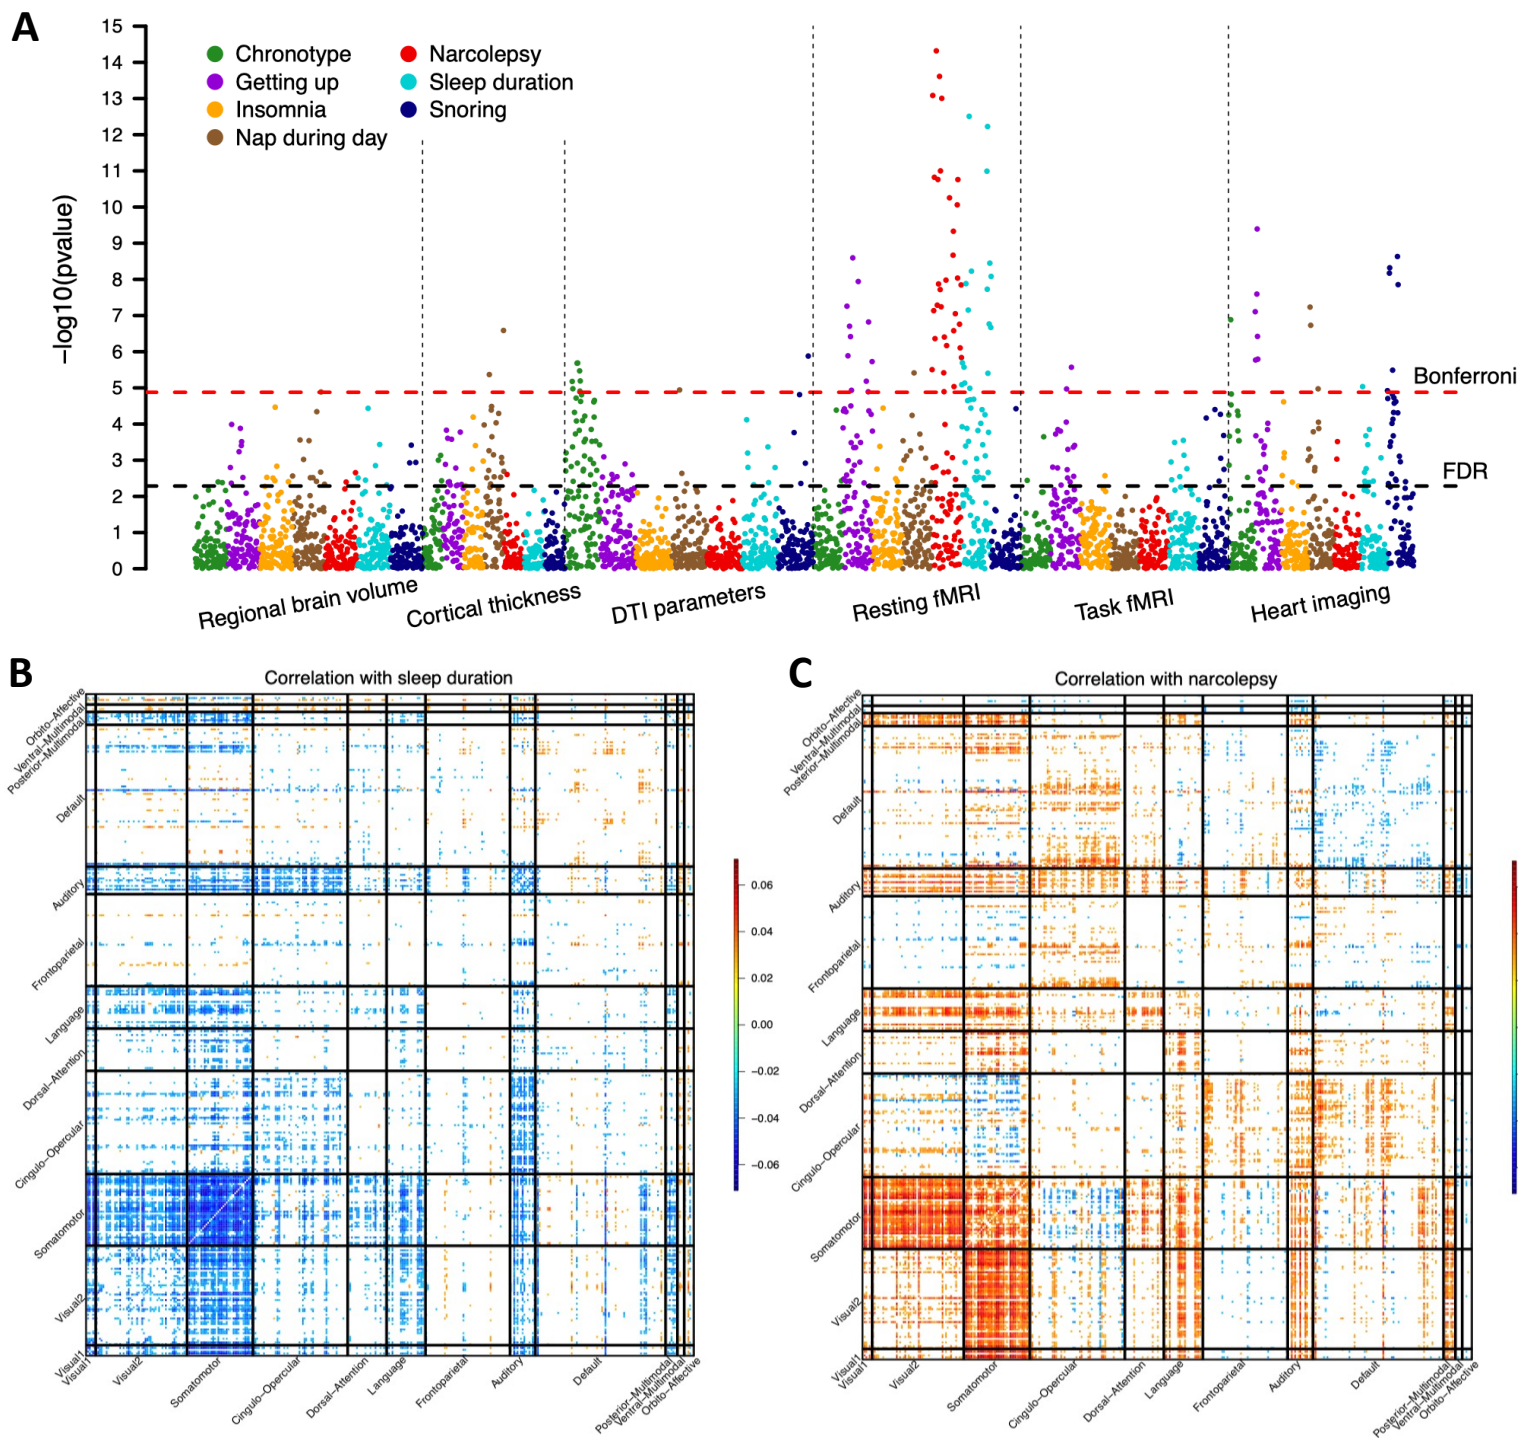 A
15
14
13
12
11
10
9
8
7
6
5
4
3
2
1
0
−log10(pvalue)
Chronotype
Getting up
Insomnia
Nap during day
Narcolepsy
Sleep duration
Snoring
Bonferroni
FDR
Regional brain volume
Cortical thickness
DTI parameters
Resting fMRI
Task fMRI
Heart imaging
B
Correlation with sleep duration
Orbito−Affective
Ventral−Multimodal
Posterior−Multimodal
Default
Auditory
Frontoparietal
Language
Dorsal−Attention
Cingulo−Opercular
Somatomotor
Visual2
Visual1
Visual1
Visual2
Somatomotor
Cingulo−Opercular
Dorsal−Attention
Language
Frontoparietal
Auditory
Default
Posterior−Multimodal
Ventral−Multimodal
Orbito−Affective
0.06
0.04
0.02
0.00
−0.02
−0.04
−0.06
C
Correlation with narcolepsy
Orbito−Affective
Ventral−Multimodal
Posterior−Multimodal
Default
Auditory
Frontoparietal
Language
Dorsal−Attention
Cingulo−Opercular
Somatomotor
Visual2
Visual1
Visual1
Visual2
Somatomotor
Cingulo−Opercular
Dorsal−Attention
Language
Frontoparietal
Auditory
Default
Posterior−Multimodal
Ventral−Multimodal
Orbito−Affective